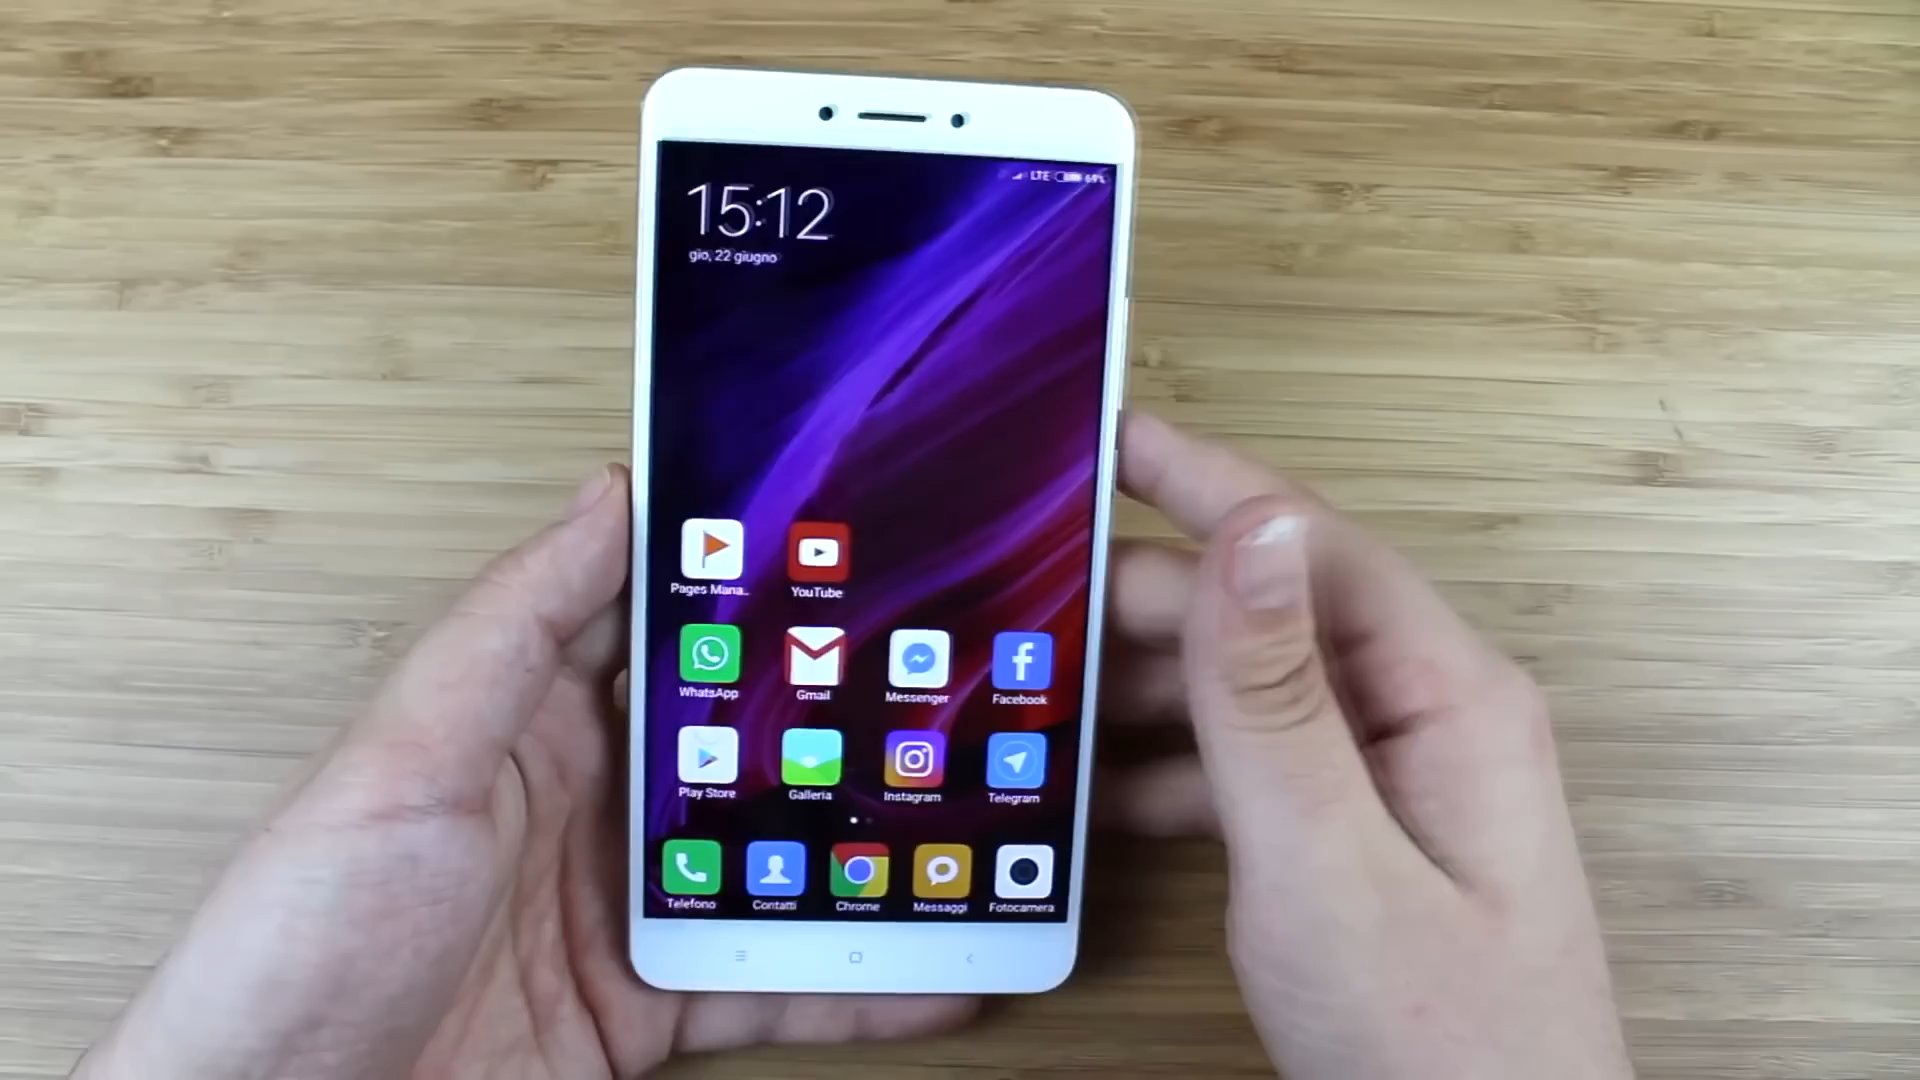 LTE 69%
15:12
gio, 22 giugno
Pages Mana..
YouTube
WhatsApp
Gmail
Messenger
Facebook
Play Store
Galleria
Instagram
Telegram
Telefono
Contatti
Chrome
Messaggi
Fotocamera